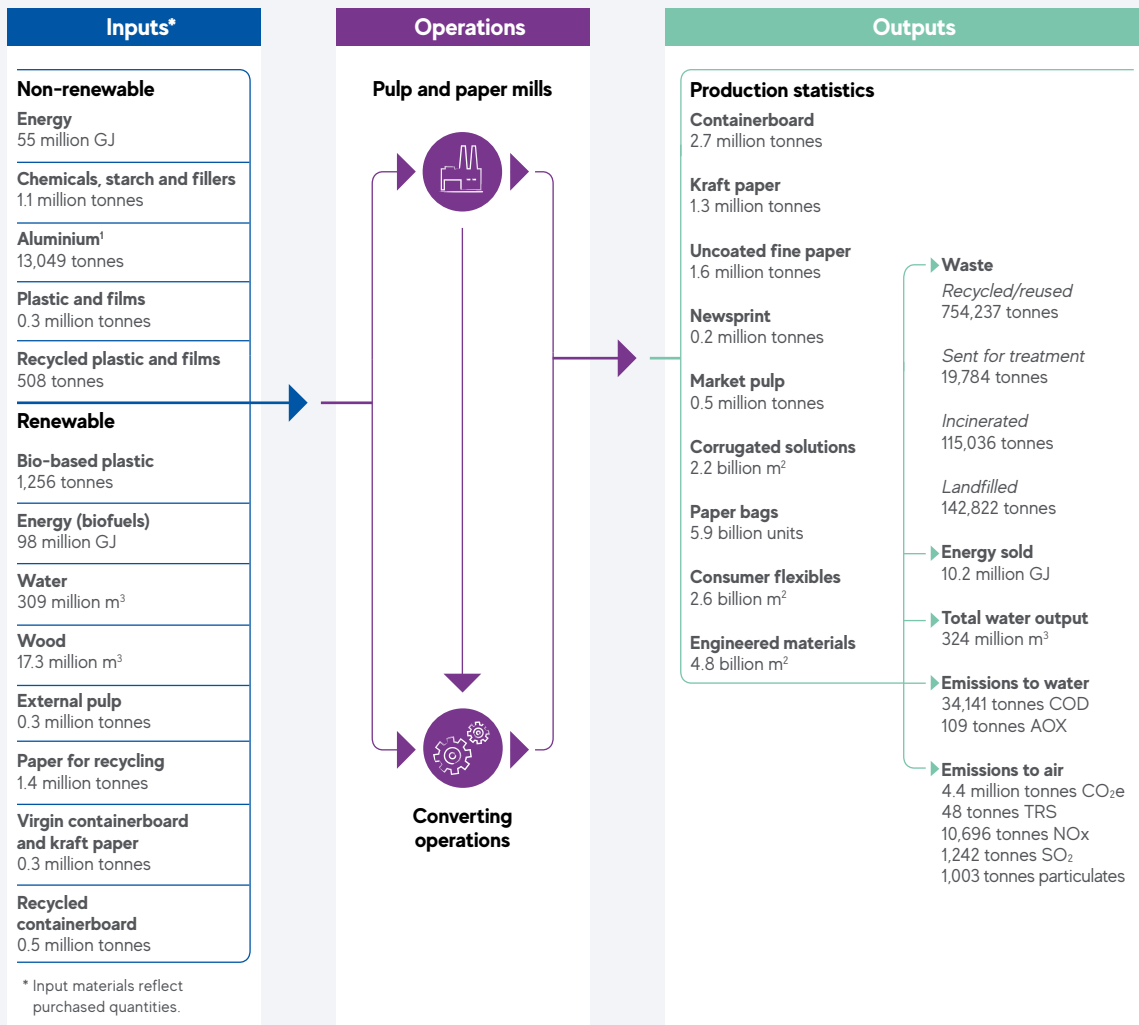 Inputs*
Non-renewable
Energy
55 million GJ
Chemicals, starch and fillers
1.1 million tonnes
Aluminium¹
13,049 tonnes
Plastic and films
0.3 million tonnes
Recycled plastic and films
508 tonnes
Renewable
Bio-based plastic
1,256 tonnes
Energy (biofuels)
98 million GJ
Water
309 million m³
Wood
17.3 million m³
External pulp
0.3 million tonnes
Paper for recycling
1.4 million tonnes
Virgin containerboard
and kraft paper
0.3 million tonnes
Recycled
containerboard
0.5 million tonnes
* Input materials reflect
purchased quantities.
Operations
Pulp and paper mills
Converting
operations
Outputs
Production statistics
Containerboard
2.7 million tonnes
Kraft paper
1.3 million tonnes
Uncoated fine paper
1.6 million tonnes
Newsprint
0.2 million tonnes
Market pulp
0.5 million tonnes
Corrugated solutions
2.2 billion m²
Paper bags
5.9 billion units
Consumer flexibles
2.6 billion m²
Engineered materials
4.8 billion m²
Waste
Recycled/reused
754,237 tonnes
Sent for treatment
19,784 tonnes
Incinerated
115,036 tonnes
Landfilled
142,822 tonnes
Energy sold
10.2 million GJ
Total water output
324 million m³
Emissions to water
34,141 tonnes COD
109 tonnes AOX
Emissions to air
4.4 million tonnes CO₂e
48 tonnes TRS
10,696 tonnes NOx
1,242 tonnes SO₂
1,003 tonnes particulates